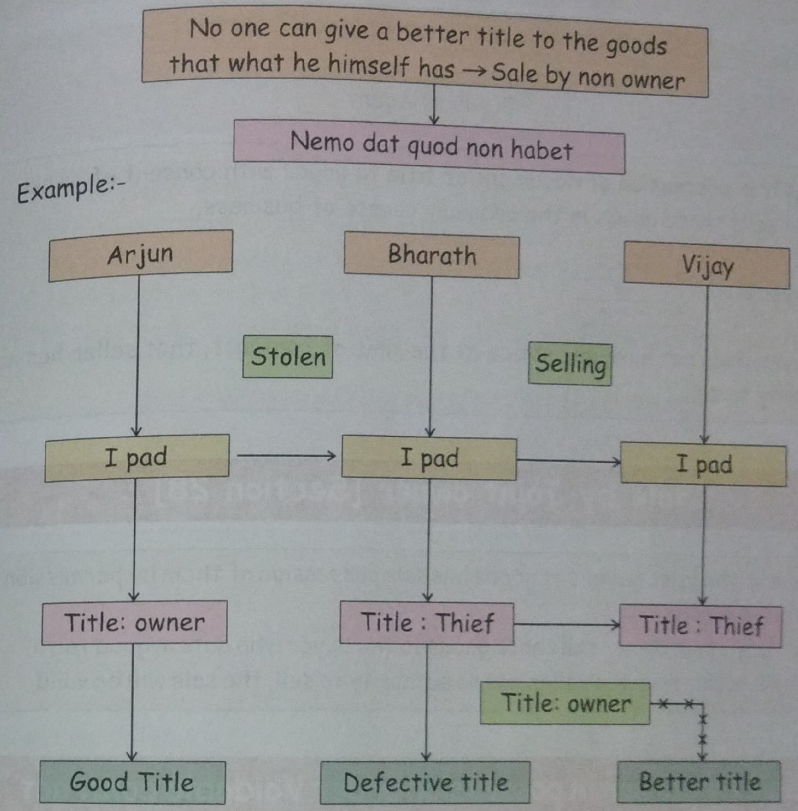 No one can give a better title to the goods
that what he himself has → Sale by non owner
Nemo dat quod non habet
Example:-
Arjun
Bharath
Vijay
Stolen
Selling
I pad
I pad
I pad
Title: owner
Title : Thief
Title : Thief
Title: owner
Good Title
Defective title
Better title